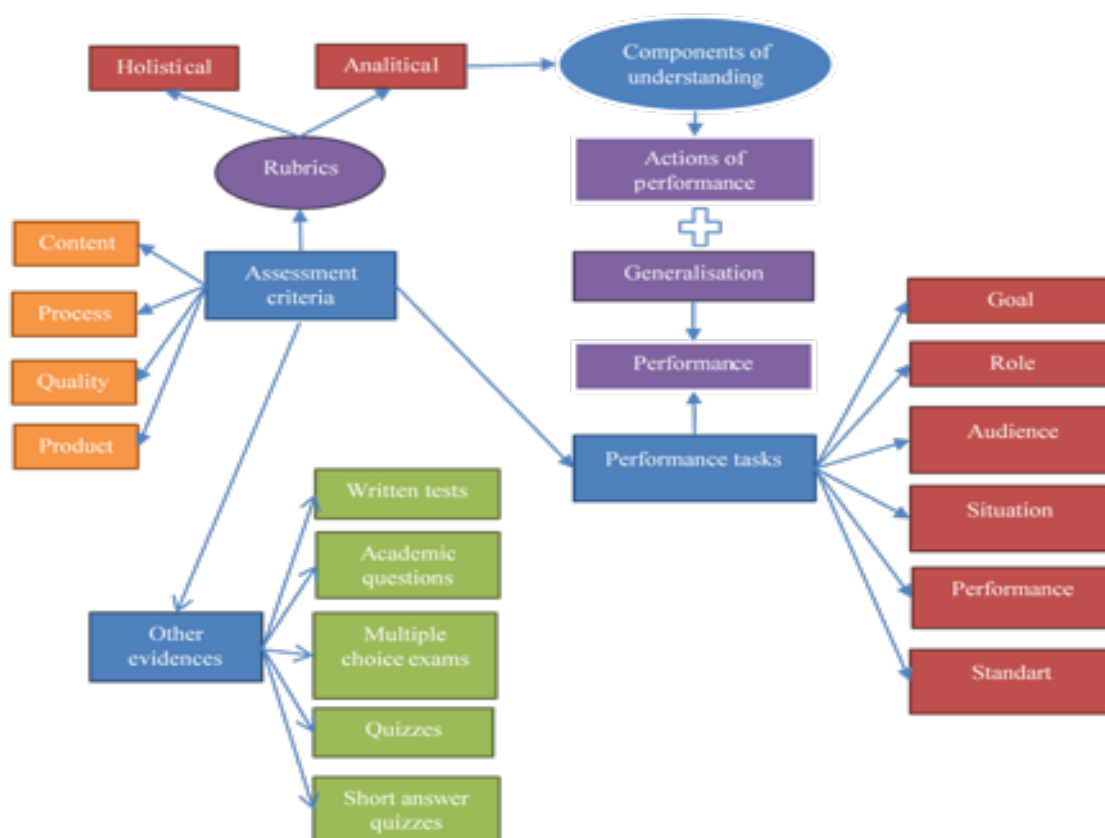 Holistical
Analitical
Components of
understanding
Rubrics
Actions of
performance
Content
Assessment
criteria
Generalisation
Goal
Process
Performance
Role
Quality
Product
Performance tasks
Audience
Written tests
Situation
Academic
questions
Performance
Other
evidences
Multiple
choice exams
Standart
Quizzes
Short answer
quizzes